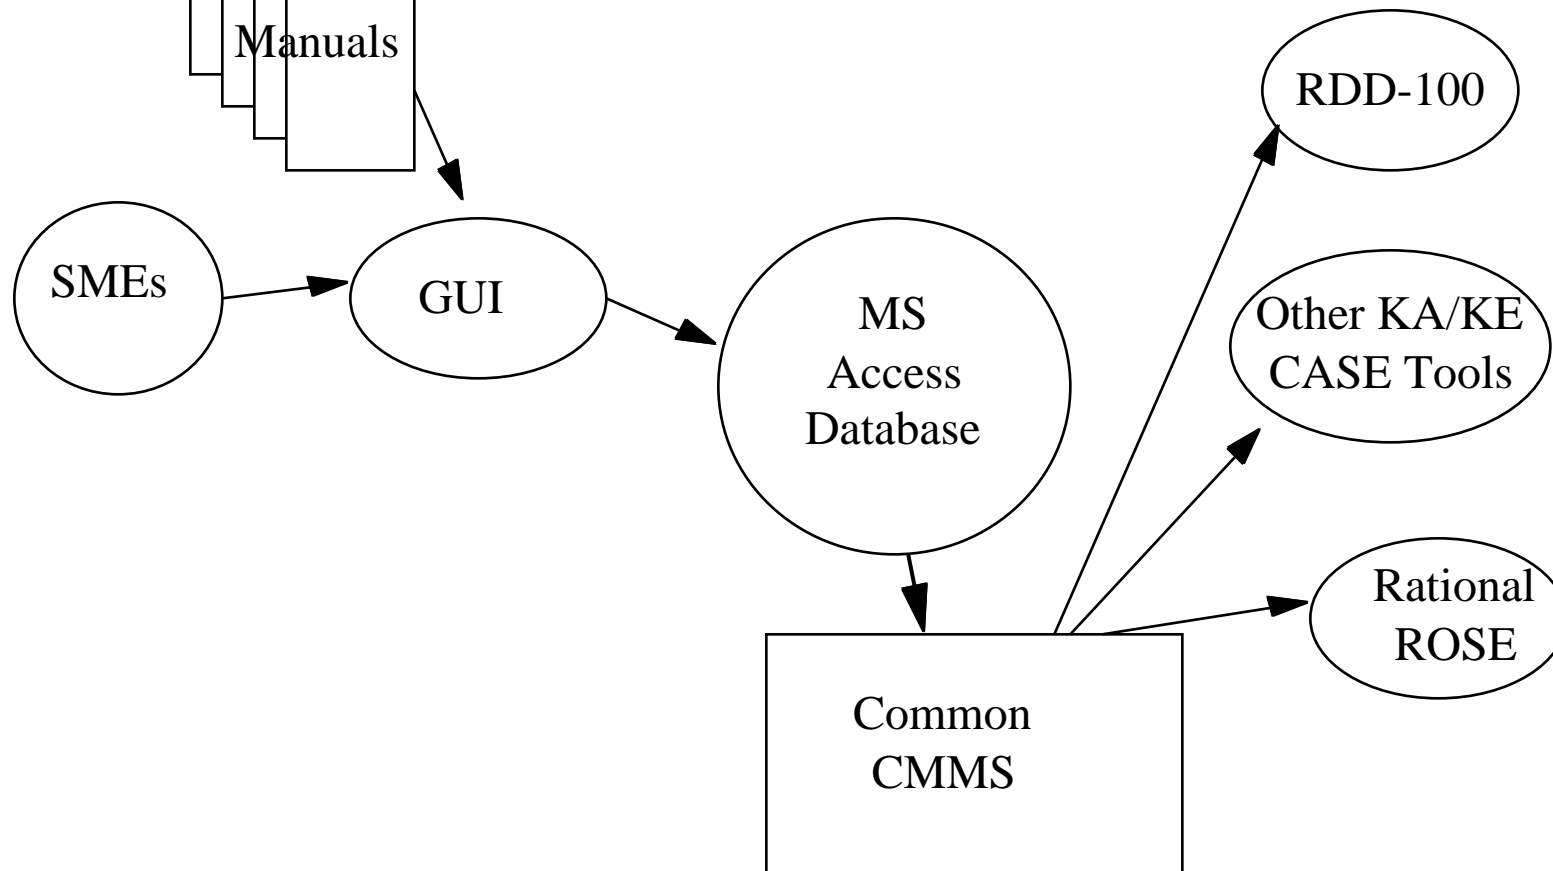 Manuals
RDD-100
SMEs
GUI
MS
Access
Database
Other KA/KE
CASE Tools
Rational
ROSE
Common
CMMS